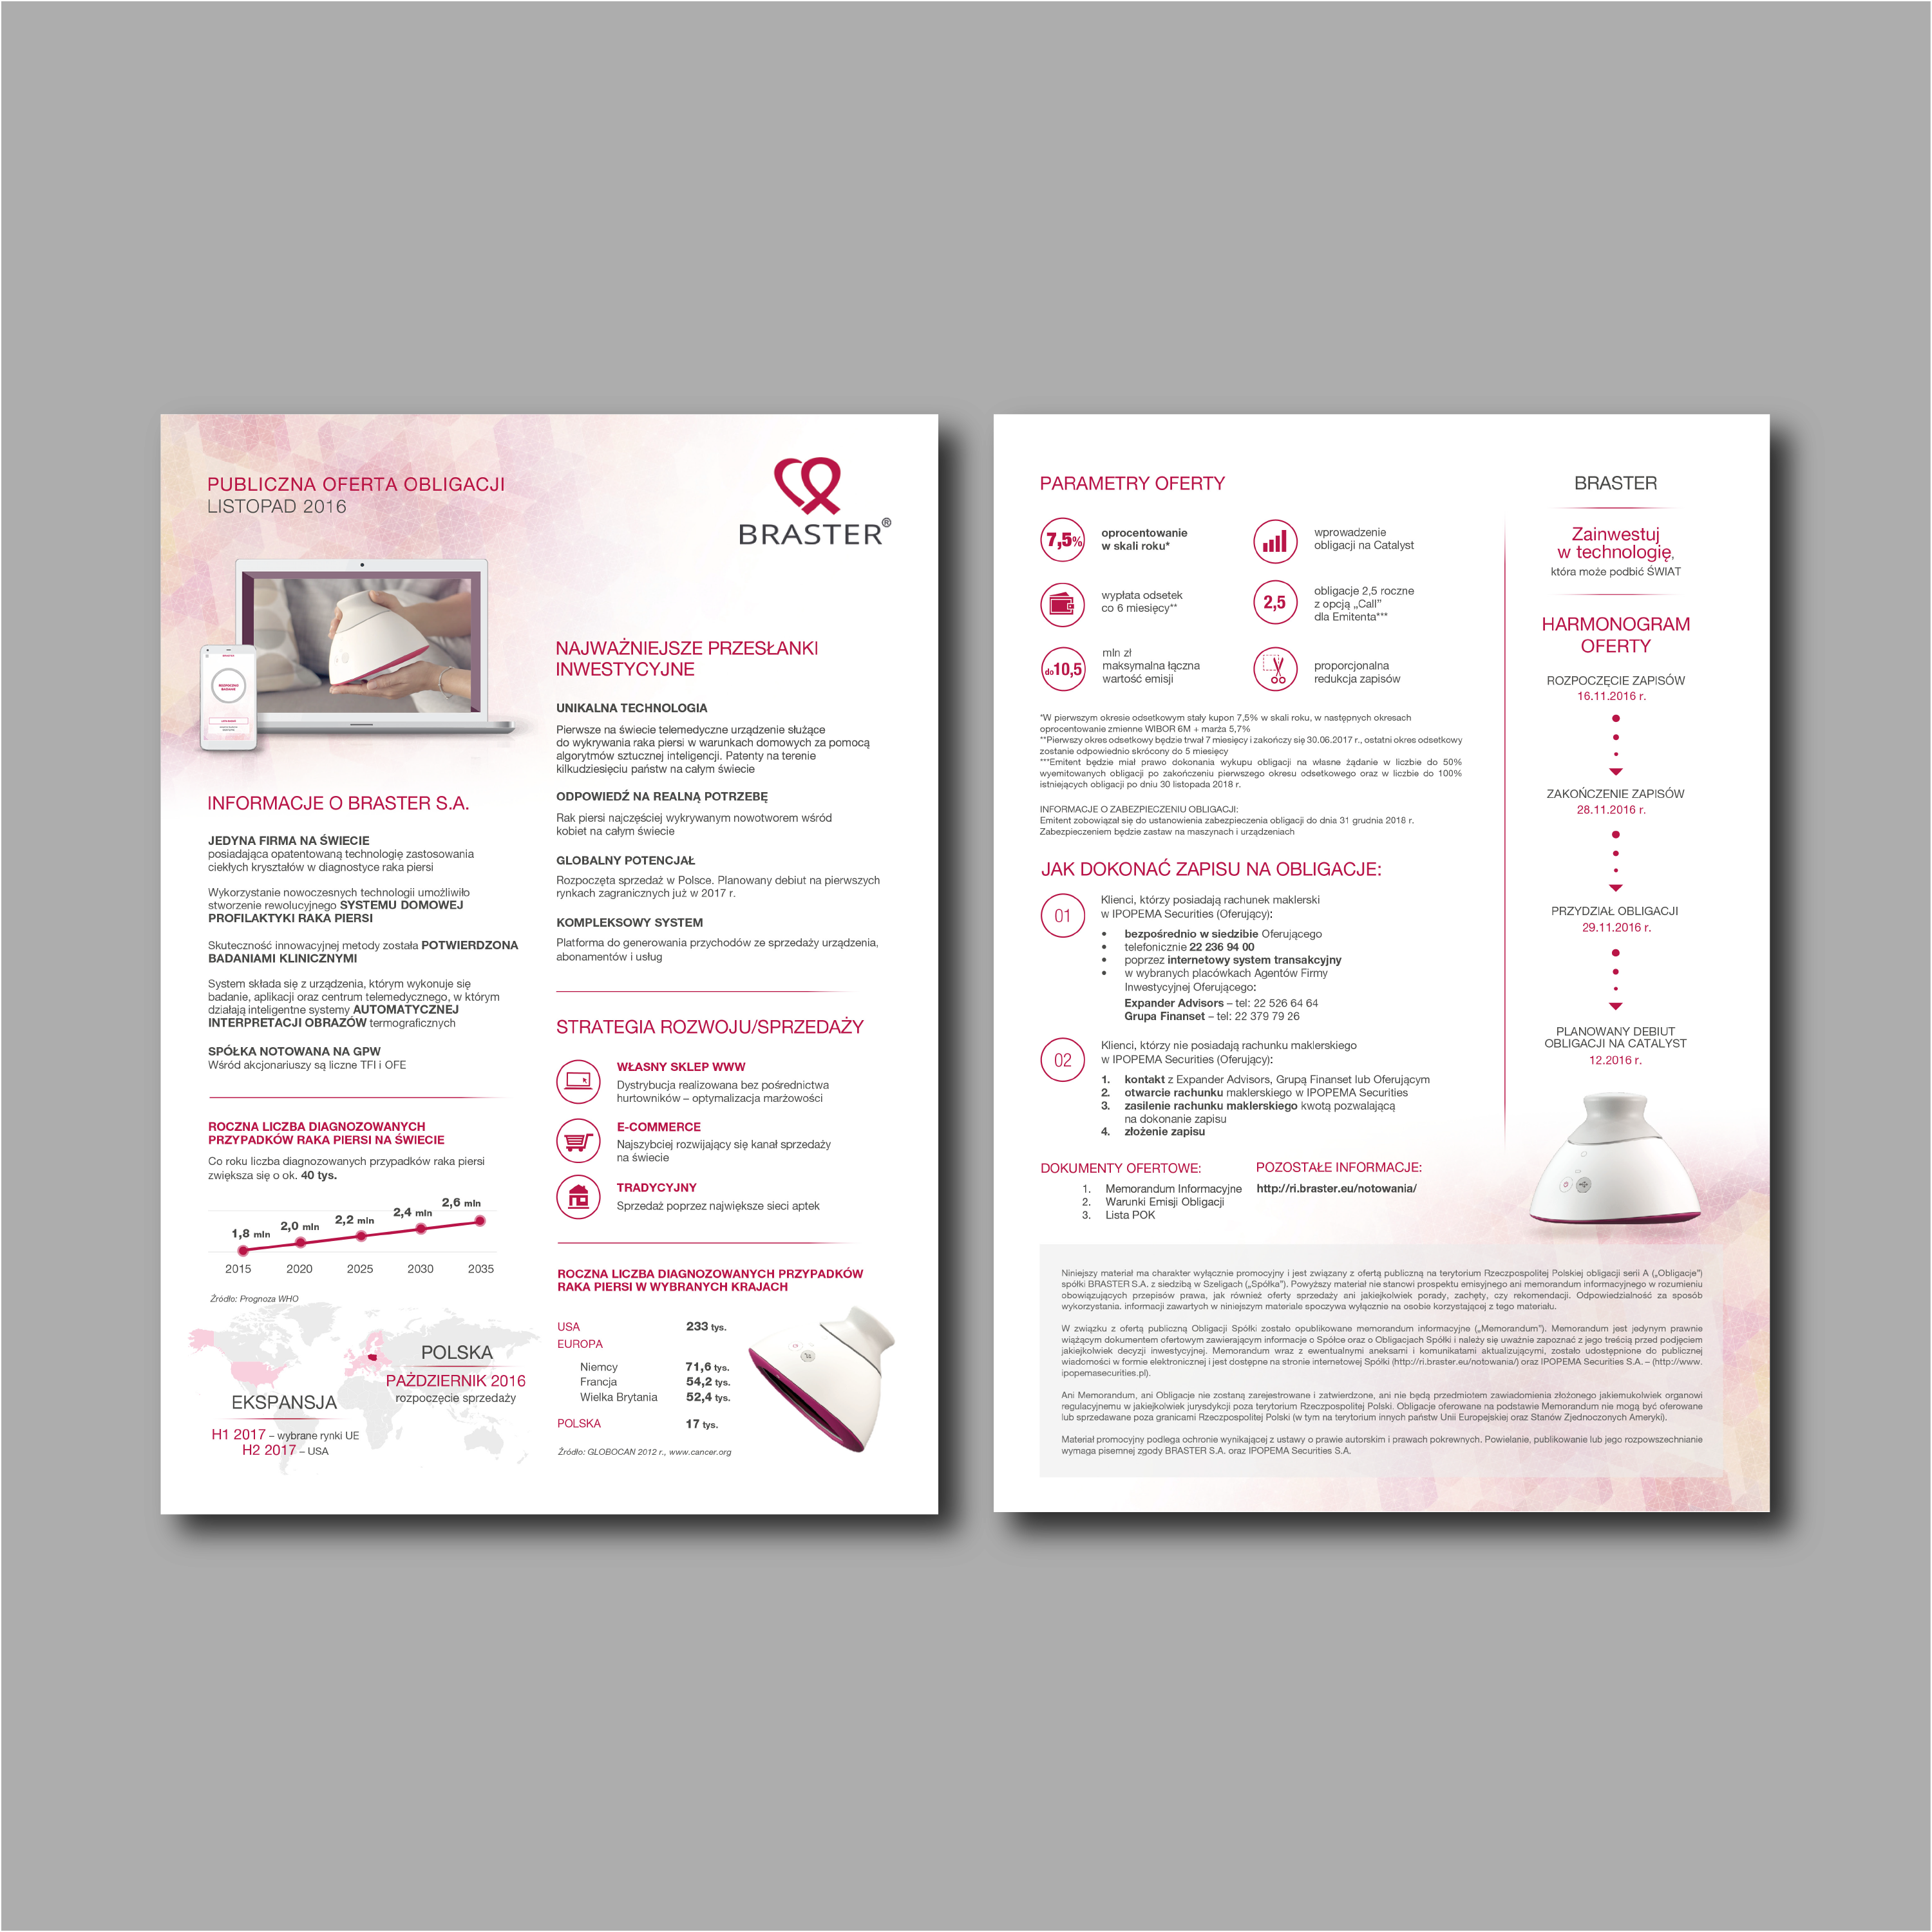 PUBLICZNA OFERTA OBLIGACJI
LISTOPAD 2016
BRASTER®
INFORMACJE O BRASTER S.A.
JEDYNA FIRMA NA ŚWIECIE
posiadająca opatentowaną technologię zastosowania
ciekłych kryształów w diagnostyce raka piersi
Wykorzystanie nowoczesnych technologii umożliwiło
stworzenie rewolucyjnego SYSTEMU DOMOWEJ
PROFILAKTYKI RAKA PIERSI
Skuteczność innowacyjnej metody została POTWIERDZONA
BADANIAMI KLINICZNYMI
System składa się z urządzenia, którym wykonuje się
badanie, aplikacji oraz centrum telemedycznego, w którym
działają inteligentne systemy AUTOMATYCZNEJ
INTERPRETACJI OBRAZÓW termograficznych
SPÓŁKA NOTOWANA NA GPW
Wśród akcjonariuszy są liczne TFI i OFE
ROCZNA LICZBA DIAGNOZOWANYCH
PRZYPADKÓW RAKA PIERSI NA ŚWIECIE
Co roku liczba diagnozowanych przypadków raka piersi
zwiększa się o ok. 40 tys.
1,8 mln 2,0 mln 2,2 mln 2,4 mln 2,6 mln
2015 2020 2025 2030 2035
Źródło: Prognoza WHO
POLSKA
PAŹDZIERNIK 2016
rozpoczęcie sprzedaży
EKSPANSJA
H1 2017 – wybrane rynki UE
H2 2017 – USA
NAJWAŻNIEJSZE PRZESŁANKI
INWESTYCYJNE
UNIKALNA TECHNOLOGIA
Pierwsze na świecie telemedyczne urządzenie służące
do wykrywania raka piersi w warunkach domowych za pomocą
algorytmów sztucznej inteligencji. Patenty na terenie
kilkudziesięciu państw na całym świecie
ODPOWIEDŹ NA REALNĄ POTRZEBĘ
Rak piersi najczęściej wykrywanym nowotworem wśród
kobiet na całym świecie
GLOBALNY POTENCJAŁ
Rozpoczęta sprzedaż w Polsce. Planowany debiut na pierwszych
rynkach zagranicznych już w 2017 r.
KOMPLEKSOWY SYSTEM
Platforma do generowania przychodów ze sprzedaży urządzenia,
abonamentów i usług
STRATEGIA ROZWOJU/SPRZEDAŻY
WŁASNY SKLEP WWW
Dystrybucja realizowana bez pośrednictwa
hurtowników – optymalizacja marżowości
E-COMMERCE
Najszybciej rozwijający się kanał sprzedaży
na świecie
TRADYCYJNY
Sprzedaż poprzez największe sieci aptek
ROCZNA LICZBA DIAGNOZOWANYCH PRZYPADKÓW
RAKA PIERSI W WYBRANYCH KRAJACH
USA 233 tys.
EUROPA
Niemcy 71,6 tys.
Francja 54,2 tys.
Wielka Brytania 52,4 tys.
POLSKA 17 tys.
Źródło: GLOBOCAN 2012 r., www.cancer.org
PARAMETRY OFERTY
7,5% oprocentowanie
w skali roku*
wprowadzenie
obligacji na Catalyst
wypłata odsetek
co 6 miesięcy**
2,5 obligacje 2,5 roczne
z opcją „Call”
dla Emitenta***
do 10,5 mln zł
maksymalna łączna
wartość emisji
proporcjonalna
redukcja zapisów
*W pierwszym okresie odsetkowym stały kupon 7,5% w skali roku, w następnych okresach
oprocentowanie zmienne WIBOR 6M + marża 5,7%
**Pierwszy okres odsetkowy będzie trwał 7 miesięcy i zakończy się 30.06.2017 r., ostatni okres odsetkowy
zostanie odpowiednio skrócony do 5 miesięcy
***Emitent będzie miał prawo dokonania wykupu obligacji na własne żądanie w liczbie do 50%
wyemitowanych obligacji po zakończeniu pierwszego okresu odsetkowego oraz w liczbie do 100%
istniejących obligacji po dniu 30 listopada 2018 r.
INFORMACJE O ZABEZPIECZENIU OBLIGACJI:
Emitent zobowiązał się do ustanowienia zabezpieczenia obligacji do dnia 31 grudnia 2018 r.
Zabezpieczeniem będzie zastaw na maszynach i urządzeniach
JAK DOKONAĆ ZAPISU NA OBLIGACJE:
01 Klienci, którzy posiadają rachunek maklerski
w IPOPEMA Securities (Oferujący):
• bezpośrednio w siedzibie Oferującego
• telefonicznie 22 236 94 00
• poprzez internetowy system transakcyjny
• w wybranych placówkach Agentów Firmy
Inwestycyjnej Oferującego:
Expander Advisors – tel: 22 526 64 64
Grupa Finanset – tel: 22 379 79 26
02 Klienci, którzy nie posiadają rachunku maklerskiego
w IPOPEMA Securities (Oferujący):
1. kontakt z Expander Advisors, Grupą Finanset lub Oferującym
2. otwarcie rachunku maklerskiego w IPOPEMA Securities
3. zasilenie rachunku maklerskiego kwotą pozwalającą
na dokonanie zapisu
4. złożenie zapisu
DOKUMENTY OFERTOWE:
1. Memorandum Informacyjne
2. Warunki Emisji Obligacji
3. Lista POK
POZOSTAŁE INFORMACJE:
http://ri.braster.eu/notowania/
BRASTER
Zainwestuj
w technologię,
która może podbić ŚWIAT
HARMONOGRAM
OFERTY
ROZPOCZĘCIE ZAPISÓW
16.11.2016 r.
ZAKOŃCZENIE ZAPISÓW
28.11.2016 r.
PRZYDZIAŁ OBLIGACJI
29.11.2016 r.
PLANOWANY DEBIUT
OBLIGACJI NA CATALYST
12.2016 r.
Niniejszy materiał ma charakter wyłącznie promocyjny i jest związany z ofertą publiczną na terytorium Rzeczpospolitej Polskiej obligacji serii A („Obligacje”)
spółki BRASTER S.A. z siedzibą w Szeligach („Spółka”). Powyższy materiał nie stanowi prospektu emisyjnego ani memorandum informacyjnego w rozumieniu
obowiązujących przepisów prawa, jak również oferty sprzedaży ani jakiejkolwiek porady, zachęty, czy rekomendacji. Odpowiedzialność za sposób
wykorzystania. informacji zawartych w niniejszym materiale spoczywa wyłącznie na osobie korzystającej z tego materiału.
W związku z ofertą publiczną Obligacji Spółki zostało opublikowane memorandum informacyjne („Memorandum”). Memorandum jest jedynym prawnie
wiążącym dokumentem ofertowym zawierającym informacje o Spółce oraz o Obligacjach Spółki i należy się uważnie zapoznać z jego treścią przed podjęciem
jakiejkolwiek decyzji inwestycyjnej. Memorandum wraz z ewentualnymi aneksami i komunikatami aktualizującymi, zostało udostępnione do publicznej
wiadomości w formie elektronicznej i jest dostępne na stronie internetowej Spółki (http://ri.braster.eu/notowania/) oraz IPOPEMA Securities S.A. – (http://www.
ipopemasecurities.pl).
Ani Memorandum, ani Obligacje nie zostaną zarejestrowane i zatwierdzone, ani nie będą przedmiotem zawiadomienia złożonego jakiemukolwiek organowi
regulacyjnemu w jakiejkolwiek jurysdykcji poza terytorium Rzeczpospolitej Polski. Obligacje oferowane na podstawie Memorandum nie mogą być oferowane
lub sprzedawane poza granicami Rzeczpospolitej Polski (w tym na terytorium innych państw Unii Europejskiej oraz Stanów Zjednoczonych Ameryki).
Materiał promocyjny podlega ochronie wynikającej z ustawy o prawie autorskim i prawach pokrewnych. Powielanie, publikowanie lub jego rozpowszechnianie
wymaga pisemnej zgody BRASTER S.A. oraz IPOPEMA Securities S.A.